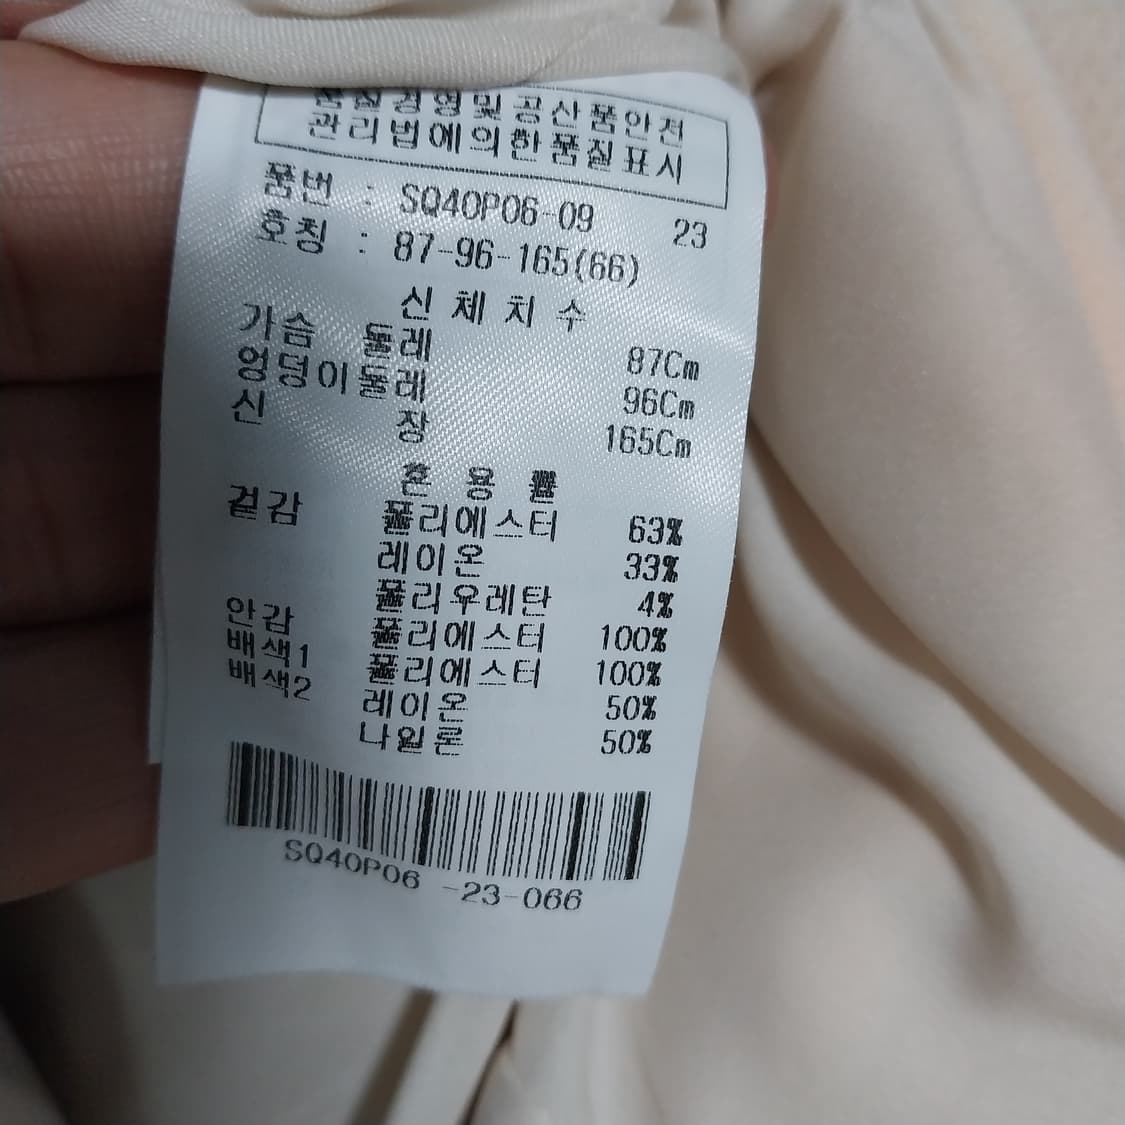 품질경영및공산품안전
관리법에의한품질표시
품번 : SQ40P06-09 23
호칭 : 87-96-165(66)
신체치수
가슴둘레 87Cm
엉덩이둘레 96Cm
신장 165Cm
혼용률
겉감 폴리에스터 63%
레이온 33%
폴리우레탄 4%
안감 폴리에스터 100%
배색1 폴리에스터 100%
배색2 레이온 50%
나일론 50%
SQ40P06 -23-066